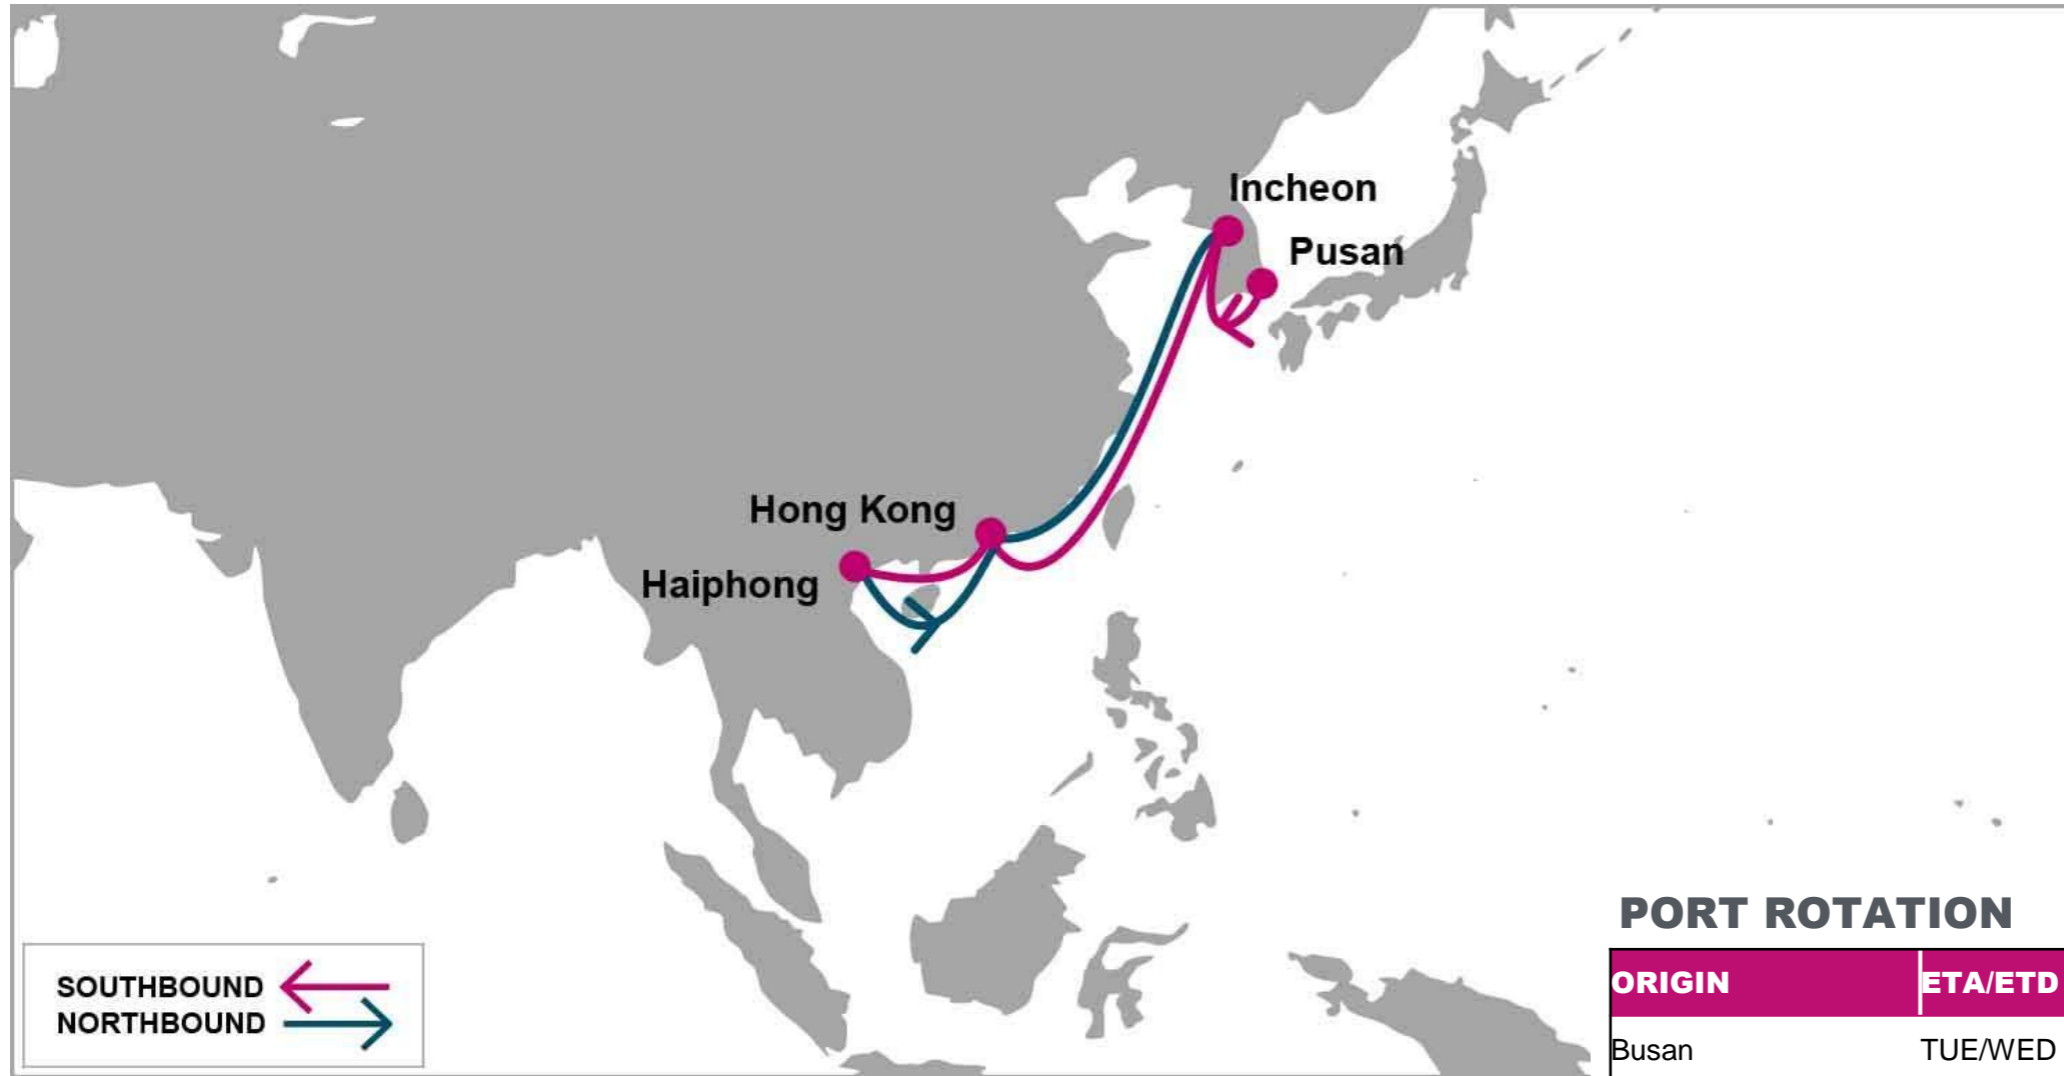 Incheon
Pusan
Hong Kong
Haiphong
SOUTHBOUND
NORTHBOUND
PORT ROTATION
ORIGIN ETA/ETD
Busan TUE/WED